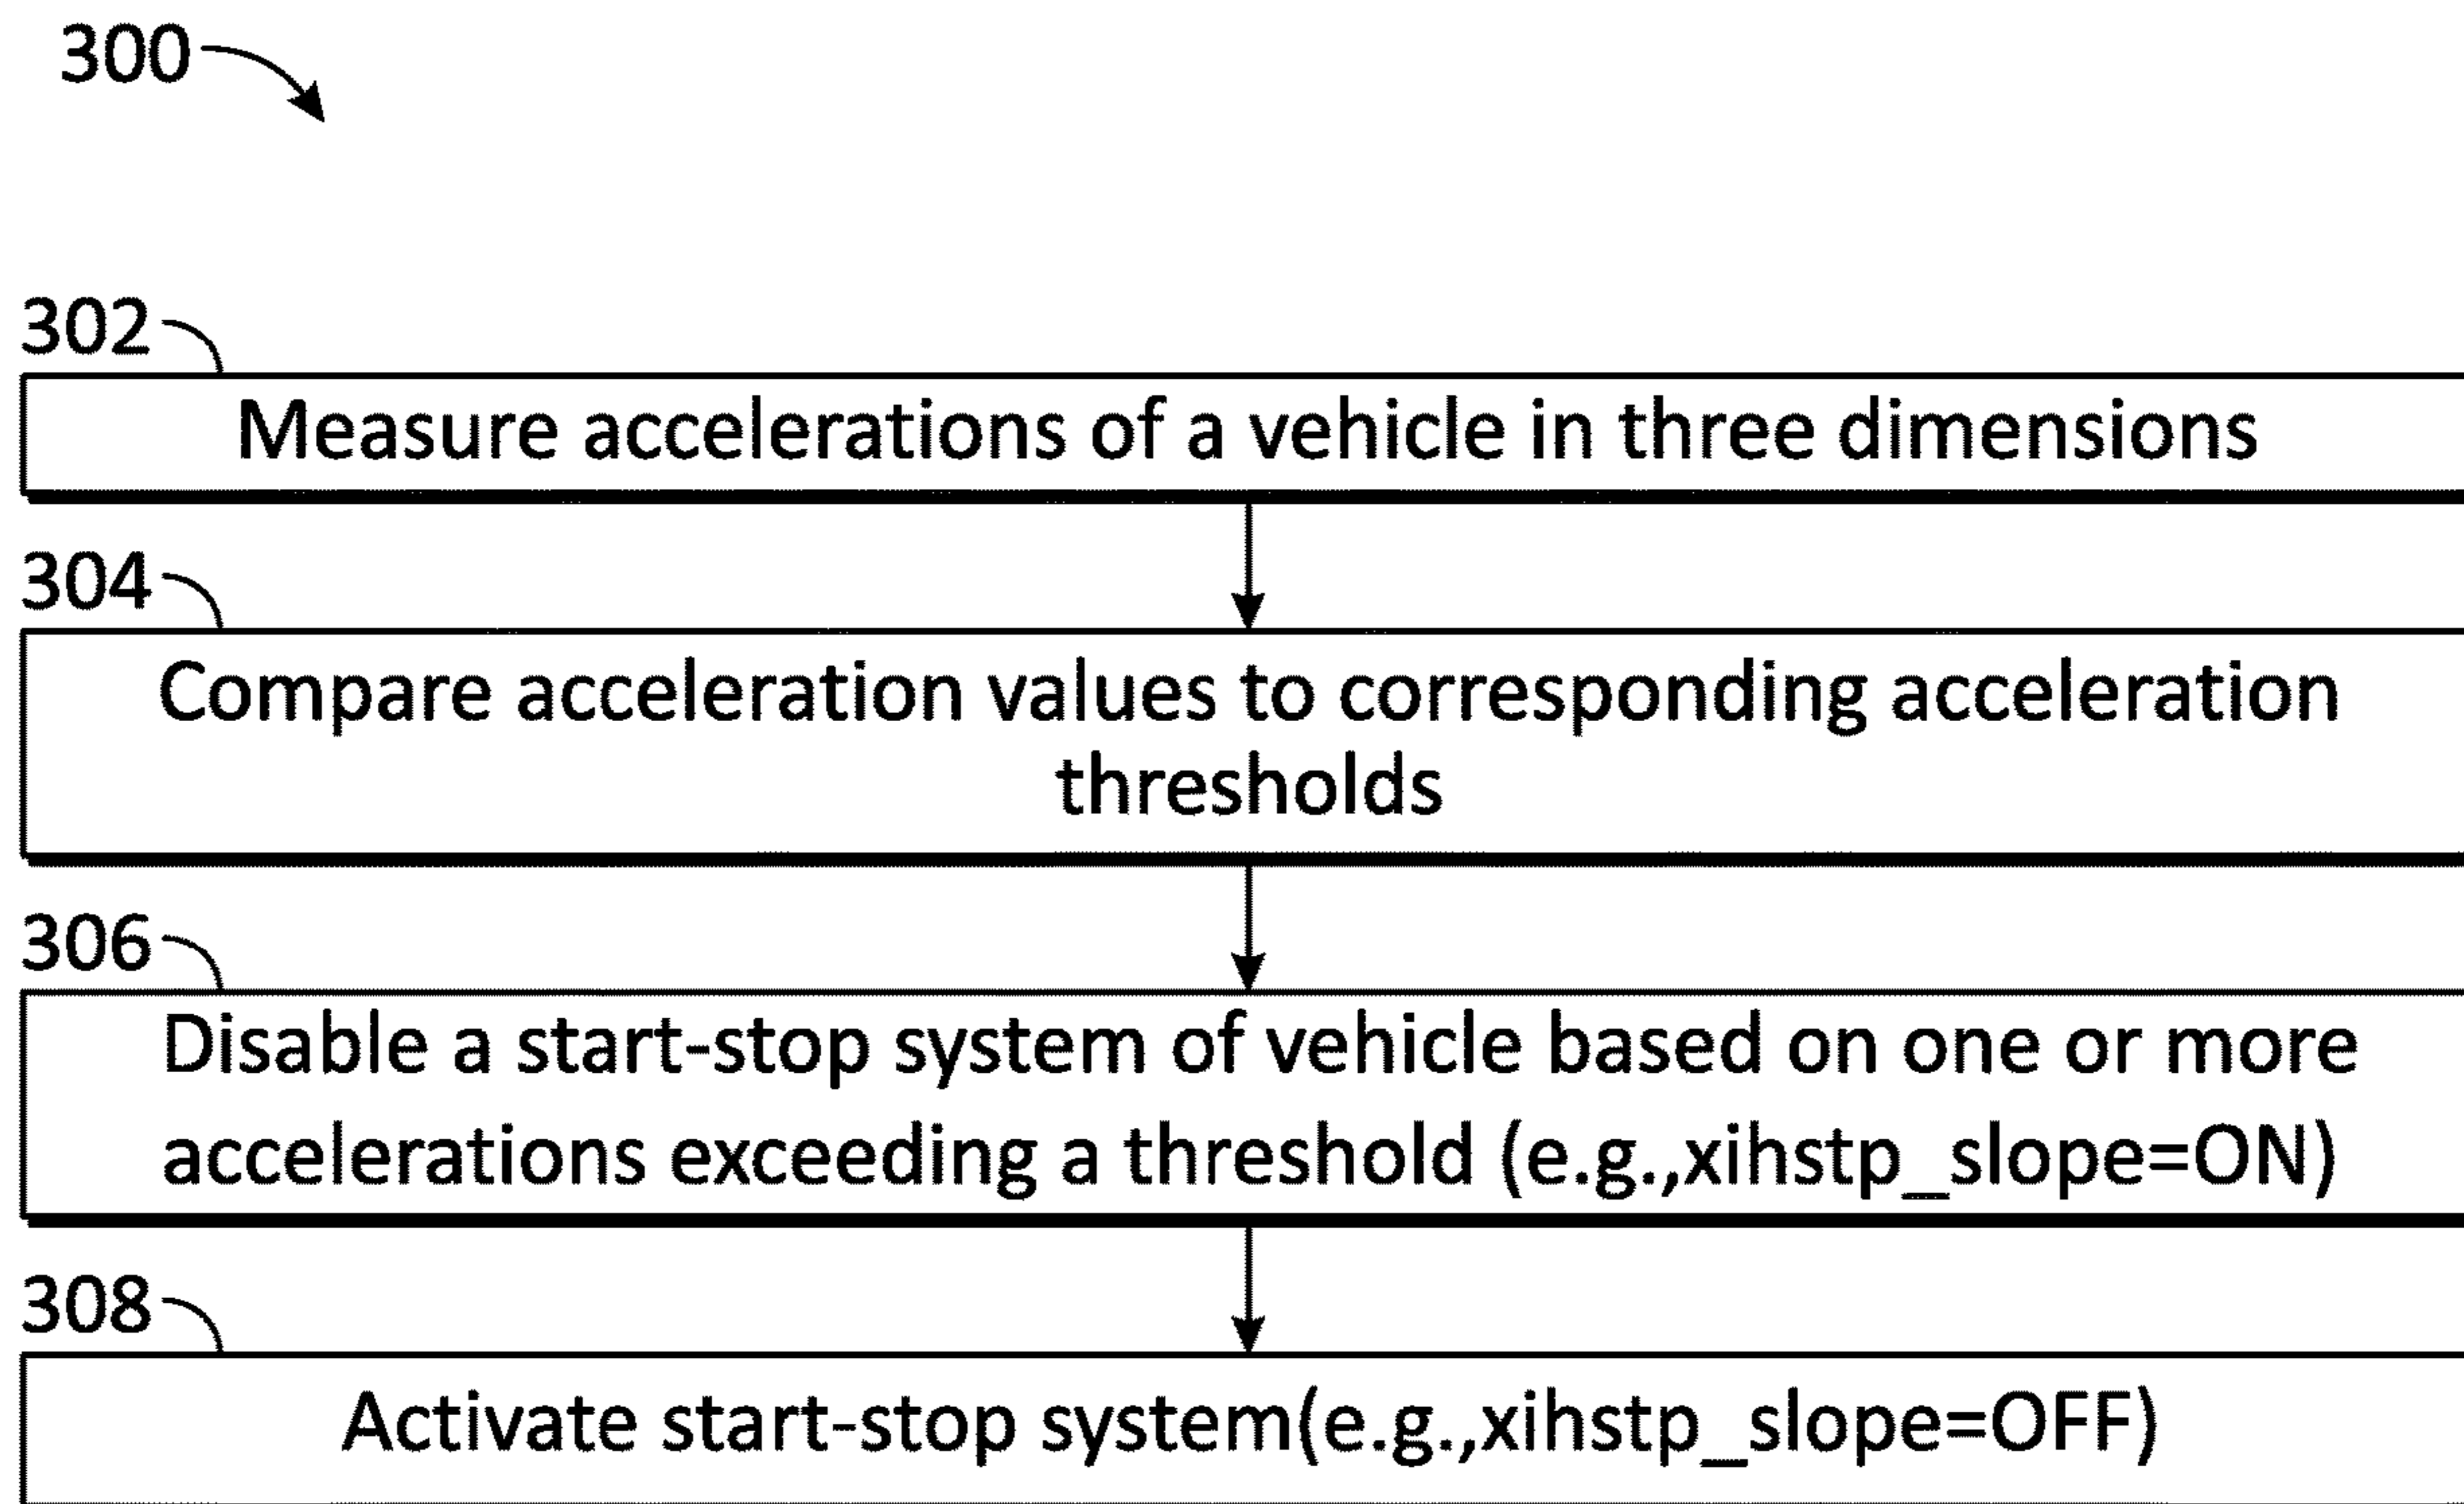 300
302
Measure accelerations of a vehicle in three dimensions
304
Compare acceleration values to corresponding acceleration
thresholds
306
Disable a start-stop system of vehicle based on one or more
accelerations exceeding a threshold (e.g.,xihstp_slope=ON)
308
Activate start-stop system(e.g.,xihstp_slope=OFF)